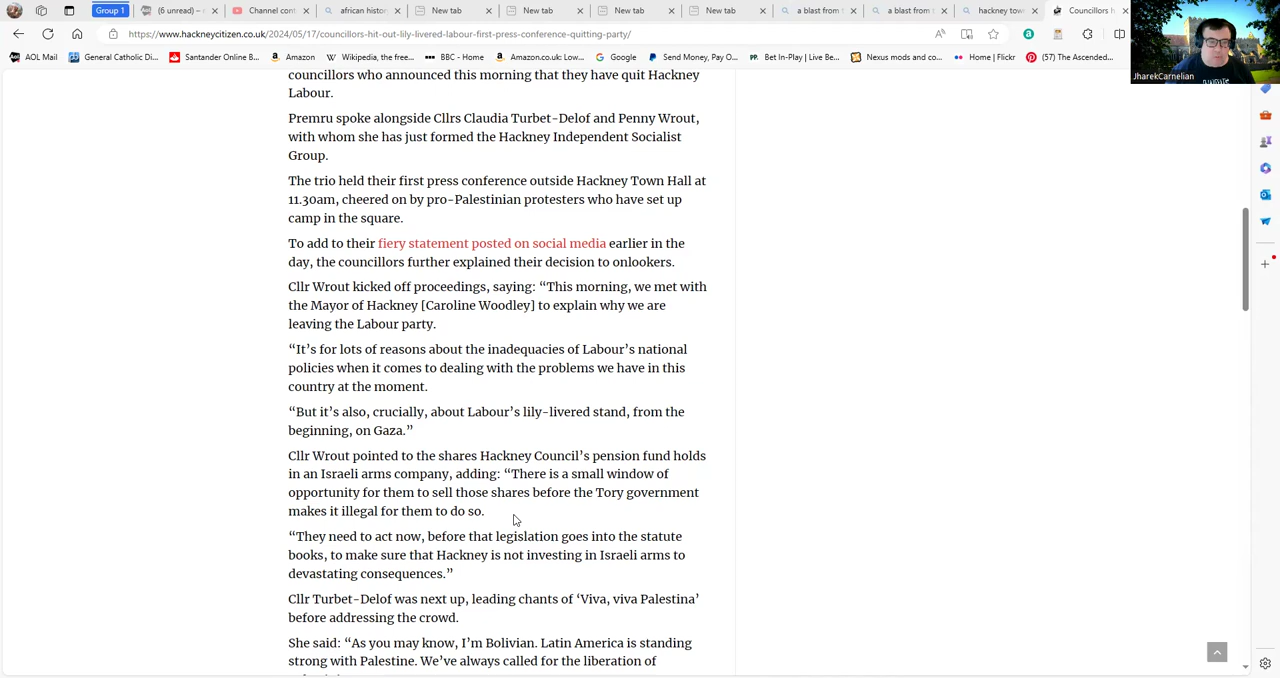 Group 1
(6 unread) –
Channel cont
african histor
New tab
New tab
New tab
New tab
a blast from t
a blast from t
hackney tow
Councillors h
https://www.hackneycitizen.co.uk/2024/05/17/councillors-hit-out-lily-livered-labour-first-press-conference-quitting-party/
AOL Mail
General Catholic Di...
Santander Online B...
Amazon
Wikipedia, the free...
BBC - Home
Amazon.co.uk: Low...
Google
Send Money, Pay O...
Bet In-Play | Live Be...
Nexus mods and co...
Home | Flickr
(57) The Ascended...
JharekCarnelian
councillors who announced this morning that they have quit Hackney
Labour.
Premru spoke alongside Cllrs Claudia Turbet-Delof and Penny Wrout,
with whom she has just formed the Hackney Independent Socialist
Group.
The trio held their first press conference outside Hackney Town Hall at
11.30am, cheered on by pro-Palestinian protesters who have set up
camp in the square.
To add to their fiery statement posted on social media earlier in the
day, the councillors further explained their decision to onlookers.
Cllr Wrout kicked off proceedings, saying: “This morning, we met with
the Mayor of Hackney [Caroline Woodley] to explain why we are
leaving the Labour party.
“It’s for lots of reasons about the inadequacies of Labour’s national
policies when it comes to dealing with the problems we have in this
country at the moment.
“But it’s also, crucially, about Labour’s lily-livered stand, from the
beginning, on Gaza.”
Cllr Wrout pointed to the shares Hackney Council’s pension fund holds
in an Israeli arms company, adding: “There is a small window of
opportunity for them to sell those shares before the Tory government
makes it illegal for them to do so.
“They need to act now, before that legislation goes into the statute
books, to make sure that Hackney is not investing in Israeli arms to
devastating consequences.”
Cllr Turbet-Delof was next up, leading chants of ‘Viva, viva Palestina’
before addressing the crowd.
She said: “As you may know, I’m Bolivian. Latin America is standing
strong with Palestine. We’ve always called for the liberation of